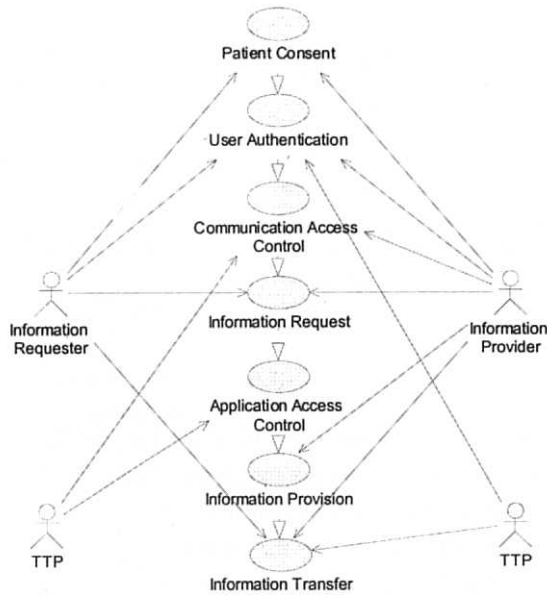 Patient Consent
User Authentication
Communication Access
Control
Information
Requester
Information Request
Information
Provider
Application Access
Control
Information Provision
TTP
TTP
Information Transfer